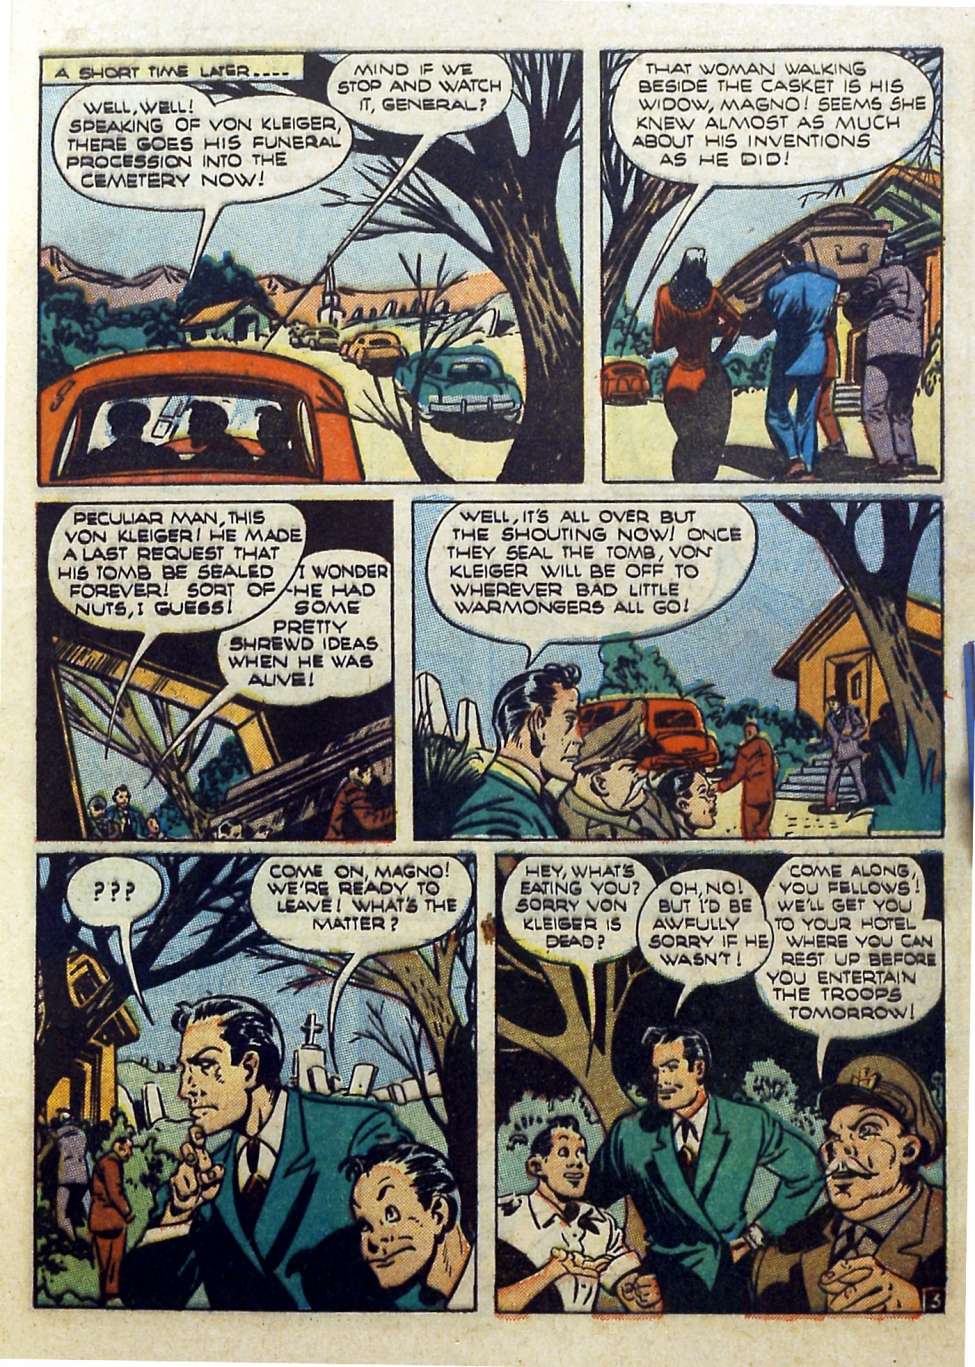 A SHORT TIME LATER....
WELL, WELL!
SPEAKING OF VON KLEIGER,
THERE GOES HIS FUNERAL
PROCESSION INTO THE
CEMETERY NOW!
MIND IF WE
STOP AND WATCH
IT, GENERAL?
THAT WOMAN WALKING
BESIDE THE CASKET IS HIS
WIDOW, MAGNO! SEEMS SHE
KNEW ALMOST AS MUCH
ABOUT HIS INVENTIONS
AS HE DID!
PECULIAR MAN, THIS
VON KLEIGER! HE MADE
A LAST REQUEST THAT
HIS TOMB BE SEALED
FOREVER! SORT OF
NUTS, I GUESS!
I WONDER
-HE HAD
SOME
PRETTY
SHREWD IDEAS
WHEN HE WAS
ALIVE!
WELL, IT'S ALL OVER BUT
THE SHOUTING NOW! ONCE
THEY SEAL THE TOMB, VON
KLEIGER WILL BE OFF TO
WHEREVER BAD LITTLE
WARMONGERS ALL GO!
???
COME ON, MAGNO!
WE'RE READY TO
LEAVE! WHAT'S THE
MATTER?
HEY, WHAT'S
EATING YOU?
SORRY VON
KLEIGER IS
DEAD?
OH, NO!
BUT I'D BE
AWFULLY
SORRY IF HE
WASN'T!
COME ALONG,
YOU FELLOWS!
WE'LL GET YOU
TO YOUR HOTEL
WHERE YOU CAN
REST UP BEFORE
YOU ENTERTAIN
THE TROOPS
TOMORROW!
3